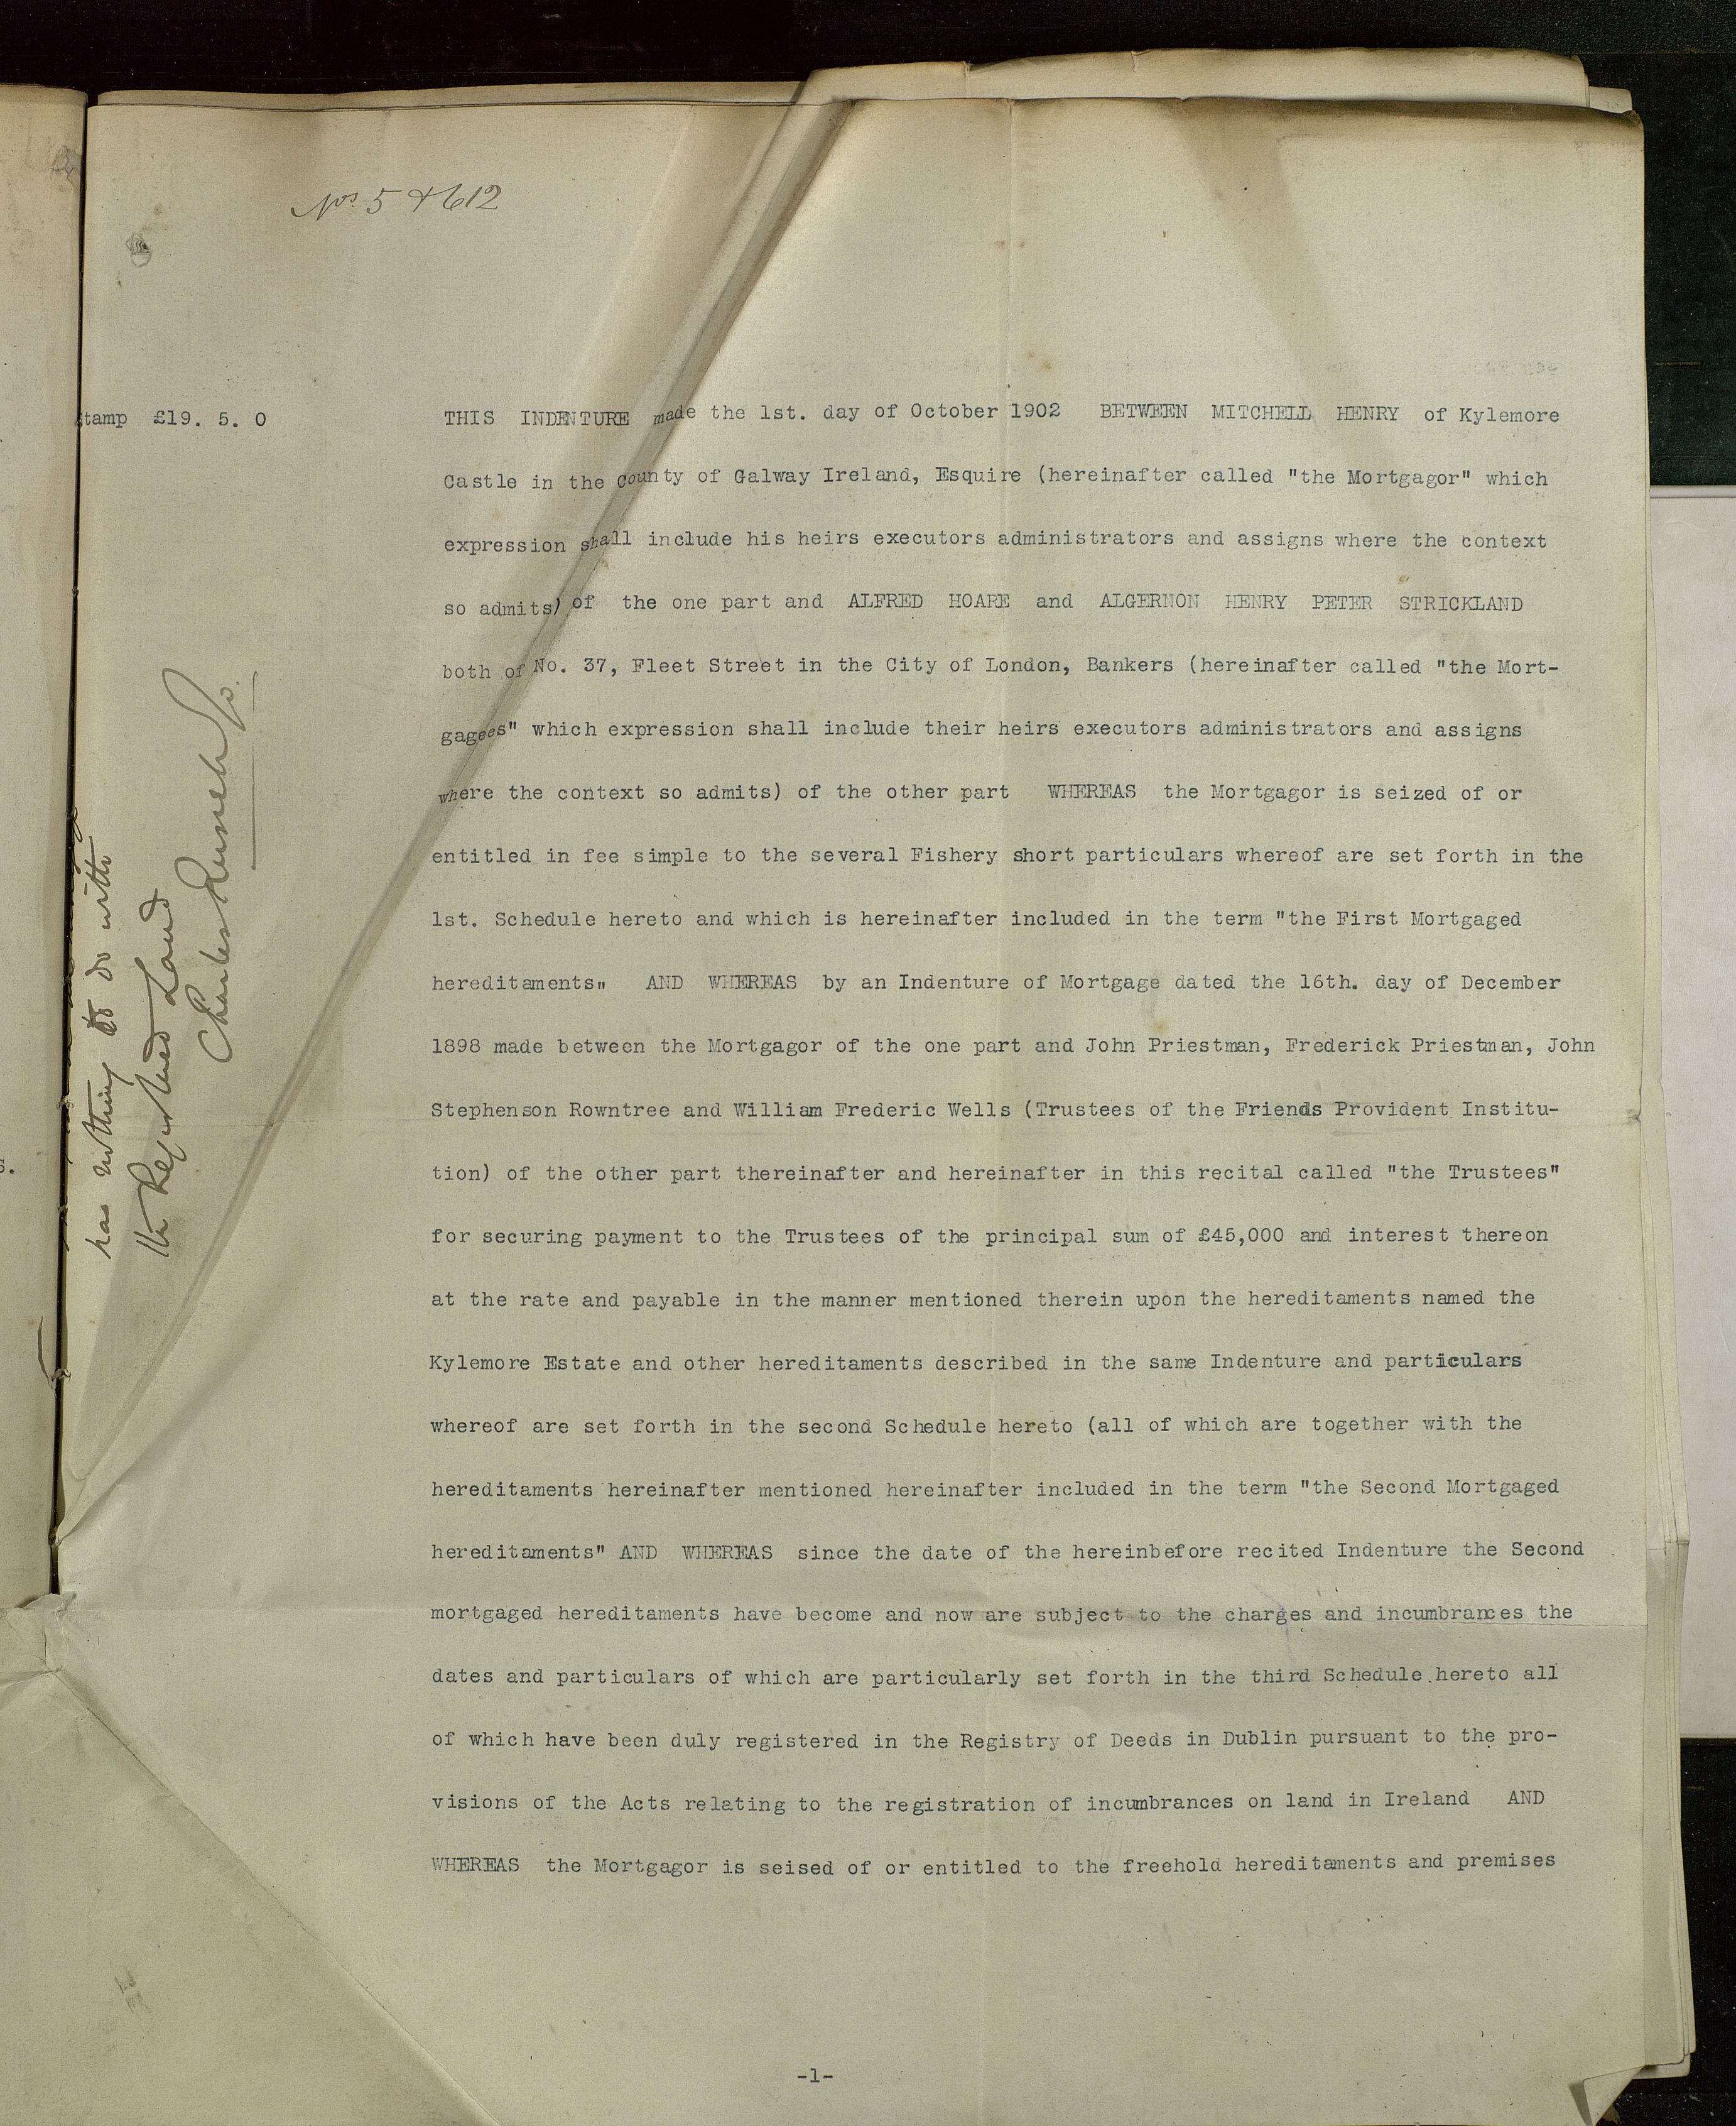 Nos 5 & 612
Stamp £19. 5. 0
THIS INDENTURE made the 1st. day of October 1902 BETWEEN MITCHELL HENRY of Kylemore
Castle in the County of Galway Ireland, Esquire (hereinafter called "the Mortgagor" which
expression shall include his heirs executors administrators and assigns where the context
so admits) of the one part and ALFRED HOARE and ALGERNON HENRY PETER STRICKLAND
both of No. 37, Fleet Street in the City of London, Bankers (hereinafter called "the Mort-
gagees" which expression shall include their heirs executors administrators and assigns
where the context so admits) of the other part WHEREAS the Mortgagor is seized of or
entitled in fee simple to the several Fishery short particulars whereof are set forth in the
1st. Schedule hereto and which is hereinafter included in the term "the First Mortgaged
hereditaments" AND WHEREAS by an Indenture of Mortgage dated the 16th. day of December
1898 made between the Mortgagor of the one part and John Priestman, Frederick Priestman, John
Stephenson Rowntree and William Frederic Wells (Trustees of the Friends Provident Institu-
tion) of the other part thereinafter and hereinafter in this recital called "the Trustees"
for securing payment to the Trustees of the principal sum of £45,000 and interest thereon
at the rate and payable in the manner mentioned therein upon the hereditaments named the
Kylemore Estate and other hereditaments described in the same Indenture and particulars
whereof are set forth in the second Schedule hereto (all of which are together with the
hereditaments hereinafter mentioned hereinafter included in the term "the Second Mortgaged
hereditaments" AND WHEREAS since the date of the hereinbefore recited Indenture the Second
mortgaged hereditaments have become and now are subject to the charges and incumbrances the
dates and particulars of which are particularly set forth in the third Schedule hereto all
of which have been duly registered in the Registry of Deeds in Dublin pursuant to the pro-
visions of the Acts relating to the registration of incumbrances on land in Ireland AND
WHEREAS the Mortgagor is seised of or entitled to the freehold hereditaments and premises
-1-
has nothing to do with
the Registered Land
Charles